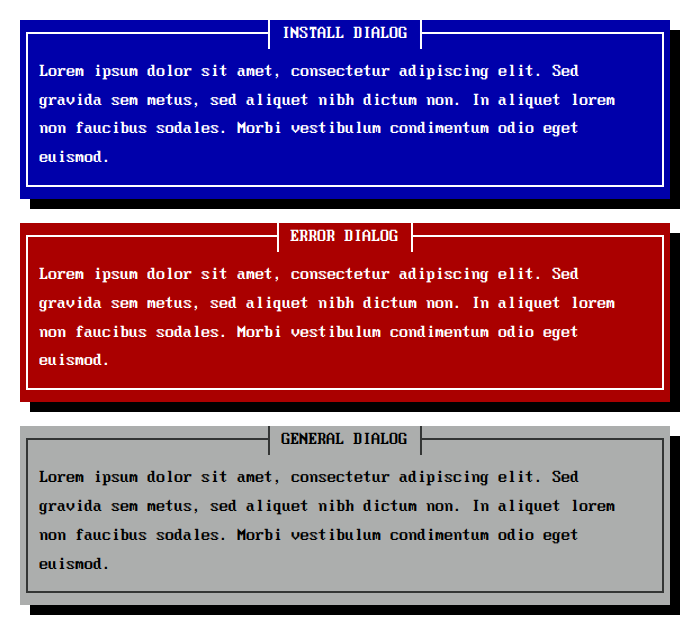 INSTALL DIALOG
Lorem ipsum dolor sit amet, consectetur adipiscing elit. Sed
gravida sem metus, sed aliquet nibh dictum non. In aliquet lorem
non faucibus sodales. Morbi vestibulum condimentum odio eget
euismod.
ERROR DIALOG
Lorem ipsum dolor sit amet, consectetur adipiscing elit. Sed
gravida sem metus, sed aliquet nibh dictum non. In aliquet lorem
non faucibus sodales. Morbi vestibulum condimentum odio eget
euismod.
GENERAL DIALOG
Lorem ipsum dolor sit amet, consectetur adipiscing elit. Sed
gravida sem metus, sed aliquet nibh dictum non. In aliquet lorem
non faucibus sodales. Morbi vestibulum condimentum odio eget
euismod.